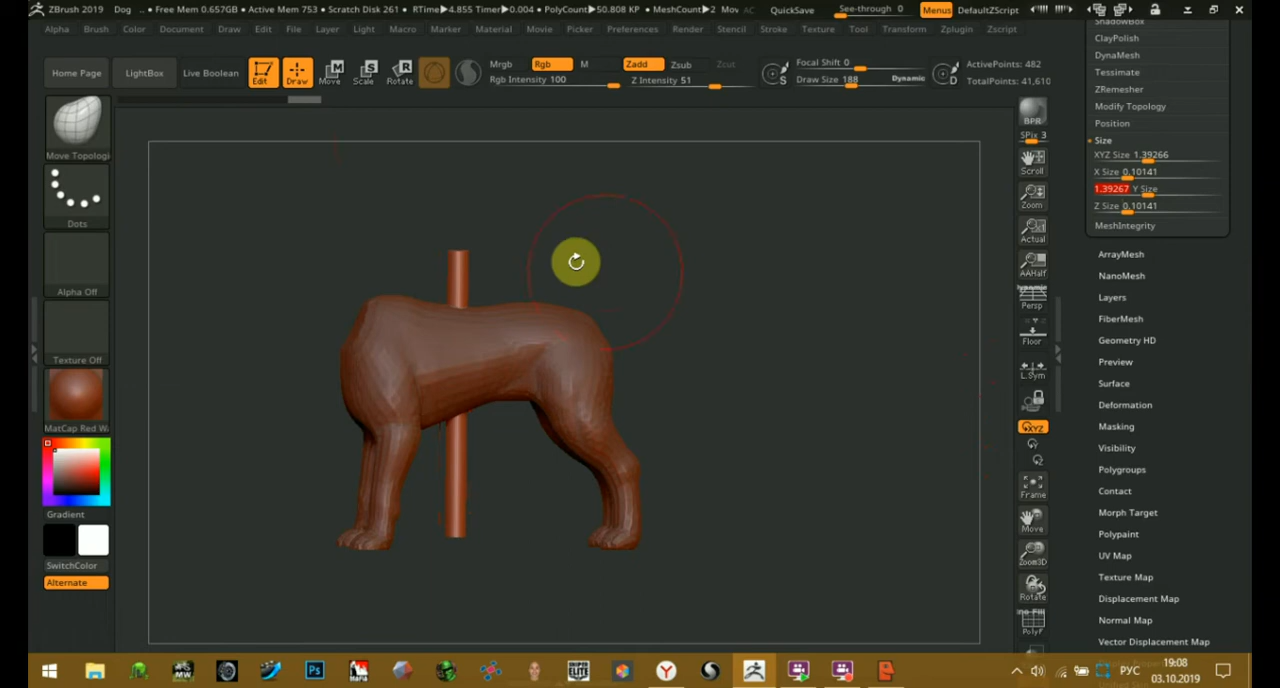 ZBrush 2019 Dog .. • Free Mem 0.657GB • Active Mem 753 • Scratch Disk 261 • RTime▶4.855 Timer▶0.004 • PolyCount▶50.808 KP • MeshCount▶2 Mov AC QuickSave See-through 0 Menus DefaultZScript
Alpha Brush Color Document Draw Edit File Layer Light Macro Marker Material Movie Picker Preferences Render Stencil Stroke Texture Tool Transform Zplugin Zscript
Home Page LightBox Live Boolean Edit Draw Move Scale Rotate
Mrgb Rgb M Zadd Zsub Zcut
Rgb Intensity 100 Z Intensity 51
Focal Shift 0
Draw Size 188 Dynamic
ActivePoints: 482
TotalPoints: 41,610
Move Topologi
Dots
Alpha Off
Texture Off
MatCap Red W
Gradient
SwitchColor
Alternate
BPR
SPix 3
Scroll
Zoom
Actual
AAHalf
Dynamic
Persp
Floor
L.Sym
XYZ
Frame
Move
Zoom3D
Rotate
PolyF
ShadowBox
ClayPolish
DynaMesh
Tessimate
ZRemesher
Modify Topology
Position
Size
XYZ Size 1.39266
X Size 0.10141
1.39267 Y Size
Z Size 0.10141
MeshIntegrity
ArrayMesh
NanoMesh
Layers
FiberMesh
Geometry HD
Preview
Surface
Deformation
Masking
Visibility
Polygroups
Contact
Morph Target
Polypaint
UV Map
Texture Map
Displacement Map
Normal Map
Vector Displacement Map
РУС
19:08
03.10.2019